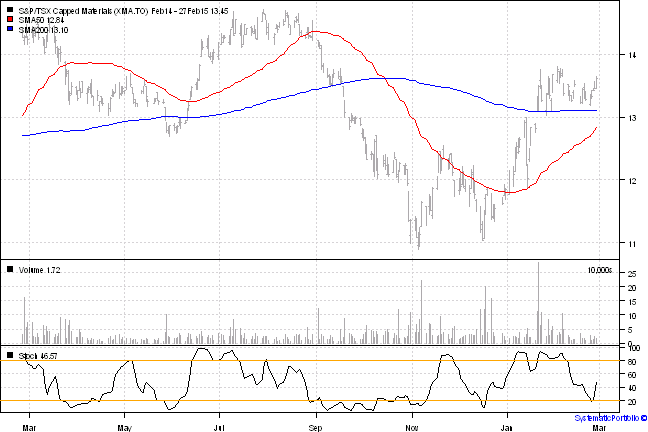 S&P/TSX Capped Materials (XMA.TO) Feb14 - 27Feb15 13.45
SMA50 12.84
SMA200 13.10
14
13
12
11
Volume 1.72
10,000s
25
20
15
10
5
0
Stoch 46.57
100
80
60
40
20
Mar May Jul Sep Nov Jan Mar
SystematicPortfolio ©